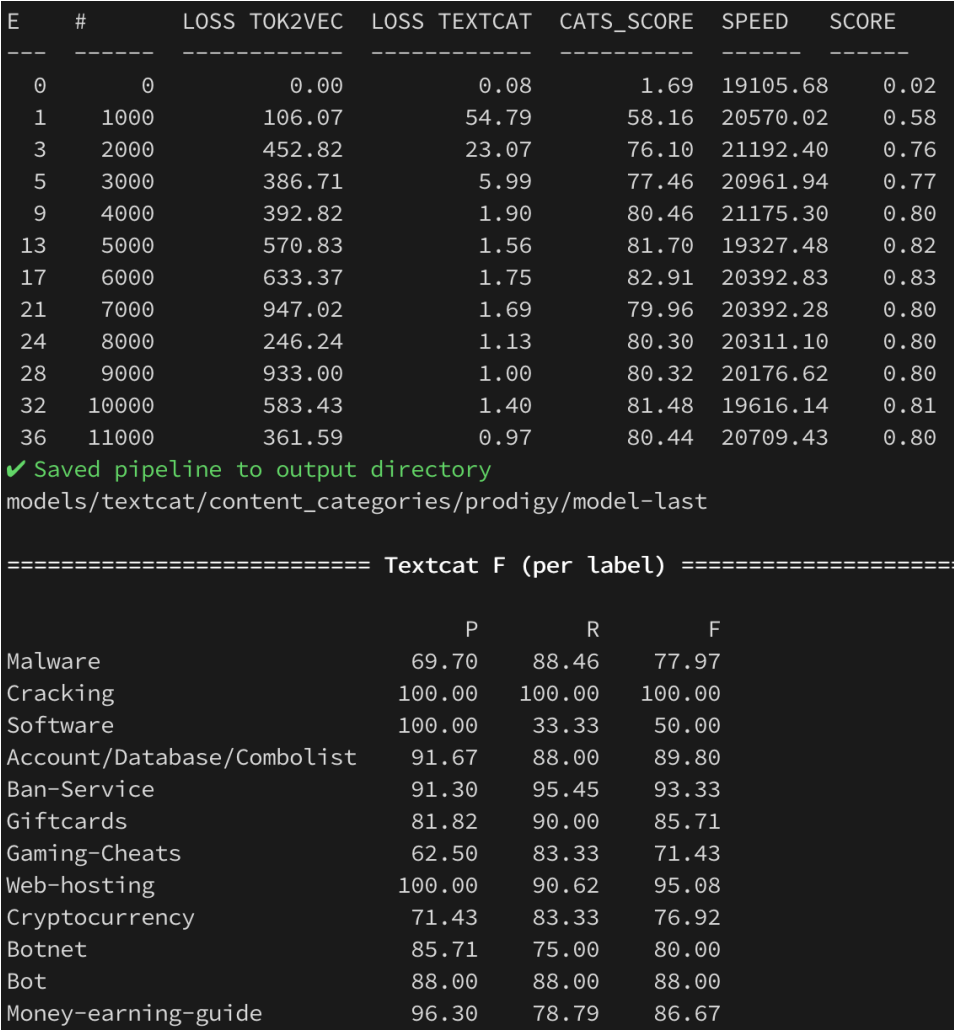 E # LOSS TOK2VEC LOSS TEXTCAT CATS_SCORE SPEED SCORE
--- ------ ------------ ------------ ---------- ------ ------
0 0 0.00 0.08 1.69 19105.68 0.02
1 1000 106.07 54.79 58.16 20570.02 0.58
3 2000 452.82 23.07 76.10 21192.40 0.76
5 3000 386.71 5.99 77.46 20961.94 0.77
9 4000 392.82 1.90 80.46 21175.30 0.80
13 5000 570.83 1.56 81.70 19327.48 0.82
17 6000 633.37 1.75 82.91 20392.83 0.83
21 7000 947.02 1.69 79.96 20392.28 0.80
24 8000 246.24 1.13 80.30 20311.10 0.80
28 9000 933.00 1.00 80.32 20176.62 0.80
32 10000 583.43 1.40 81.48 19616.14 0.81
36 11000 361.59 0.97 80.44 20709.43 0.80
✔ Saved pipeline to output directory
models/textcat/content_categories/prodigy/model-last
=========================== Textcat F (per label) =====================
P R F
Malware 69.70 88.46 77.97
Cracking 100.00 100.00 100.00
Software 100.00 33.33 50.00
Account/Database/Combolist 91.67 88.00 89.80
Ban-Service 91.30 95.45 93.33
Giftcards 81.82 90.00 85.71
Gaming-Cheats 62.50 83.33 71.43
Web-hosting 100.00 90.62 95.08
Cryptocurrency 71.43 83.33 76.92
Botnet 85.71 75.00 80.00
Bot 88.00 88.00 88.00
Money-earning-guide 96.30 78.79 86.67